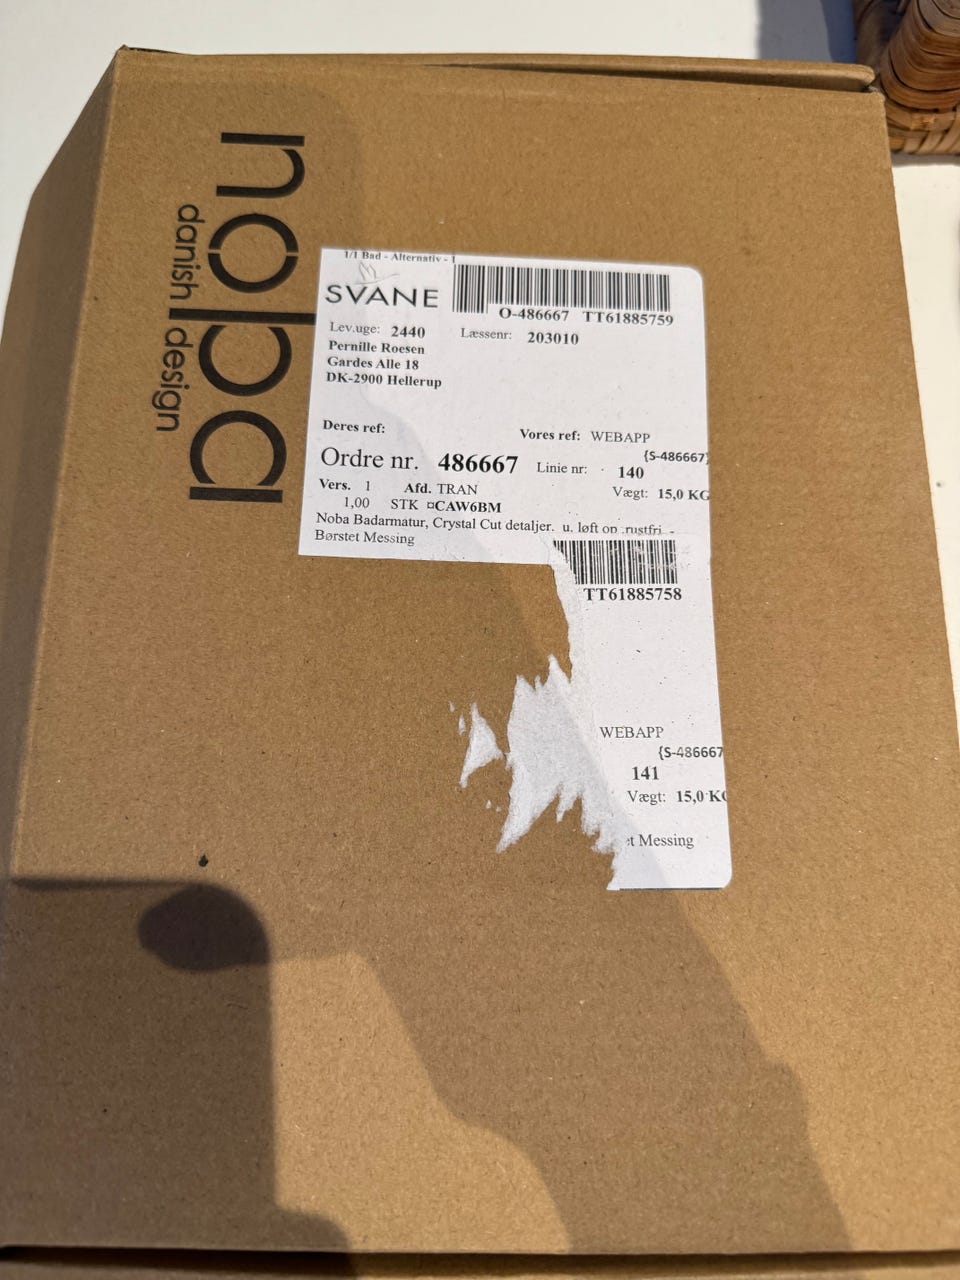 nobd
danish design
1/1 Bad - Alternativ - 1
SVANE
O-486667 TT61885759
Lev.uge: 2440 Læssenr: 203010
Pernille Roesen
Gardes Alle 18
DK-2900 Hellerup
Deres ref: Vores ref: WEBAPP
{S-486667}
Ordre nr. 486667 Linie nr: 140
Vers. 1 Afd. TRAN Vægt: 15,0 KG
1,00 STK ¤CAW6BM
Noba Badarmatur, Crystal Cut detaljer. u. løft op rustfri -
Børstet Messing
TT61885758
WEBAPP
{S-486667
141
Vægt: 15,0 KG
et Messing